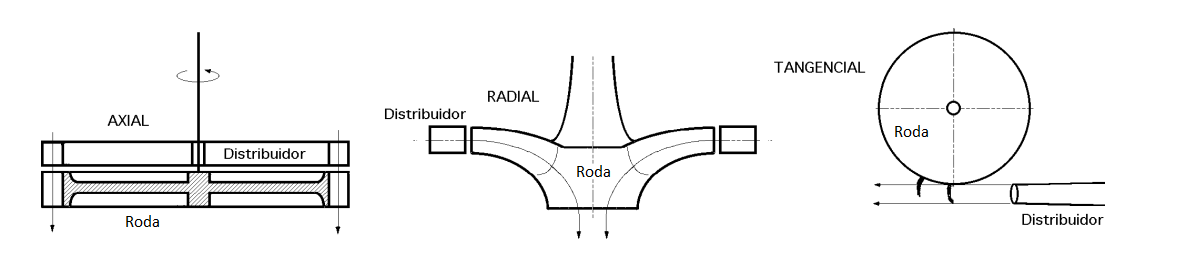 AXIAL
Distribuidor
Roda
Distribuidor
RADIAL
Roda
TANGENCIAL
Roda
Distribuidor